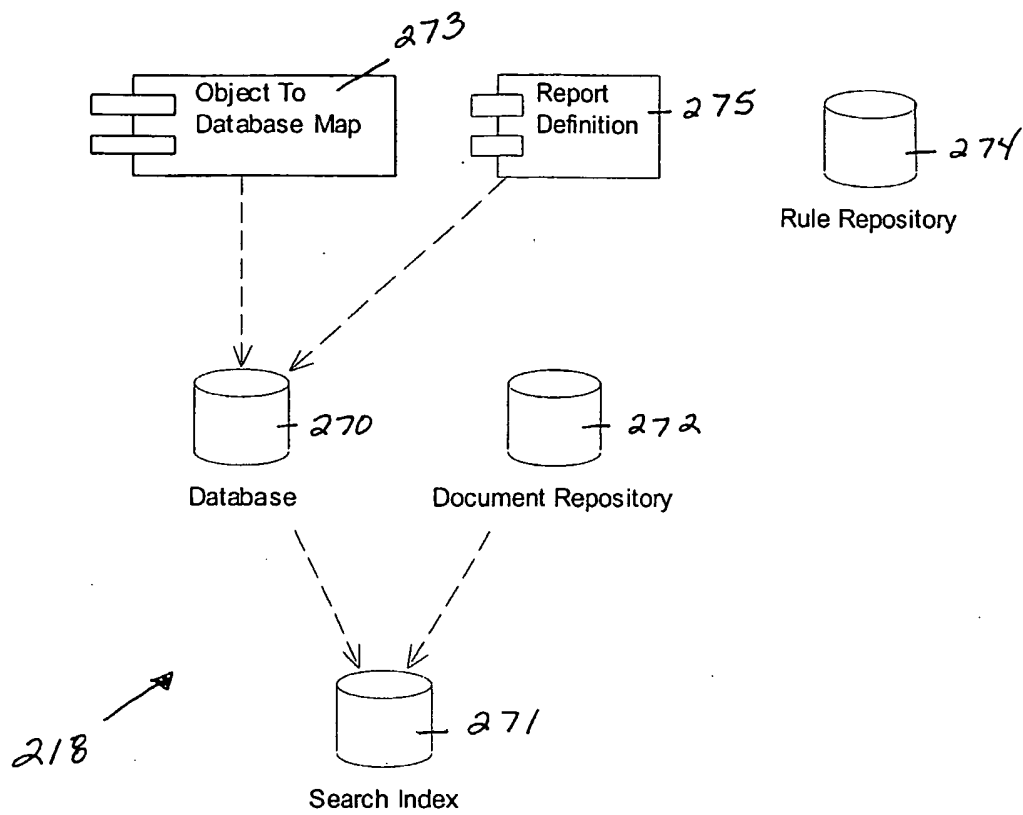 273
Object To
Database Map
Report
Definition
275
274
Rule Repository
270
272
Database
Document Repository
271
218
Search Index